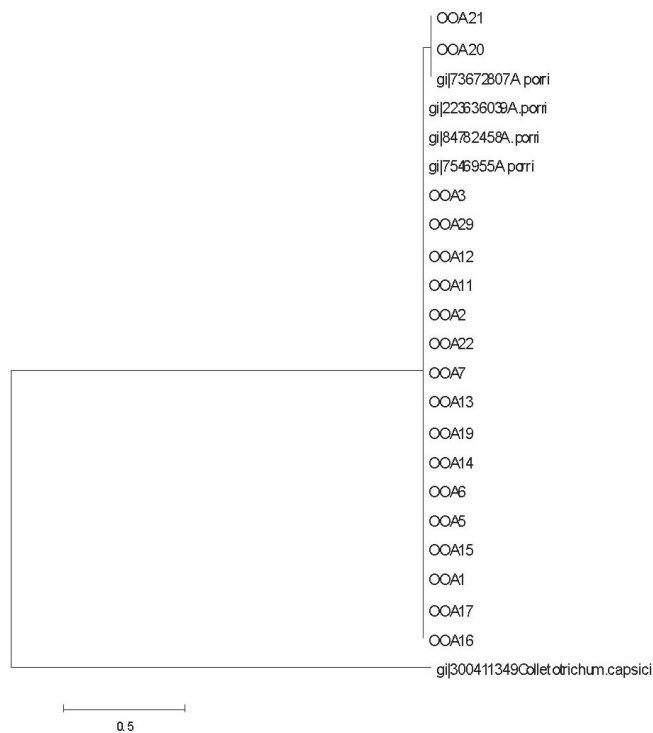 OOA21
OOA20
gi|73672807A porri
gi|223636039A.porri
gi|84782458A.porri
gi|7546955A porri
OOA3
OOA29
OOA12
OOA11
OOA2
OOA22
OOA7
OOA13
OOA19
OOA14
OOA6
OOA5
OOA15
OOA1
OOA17
OOA16
gi|300411349Colletotrichum.capsici
0.5